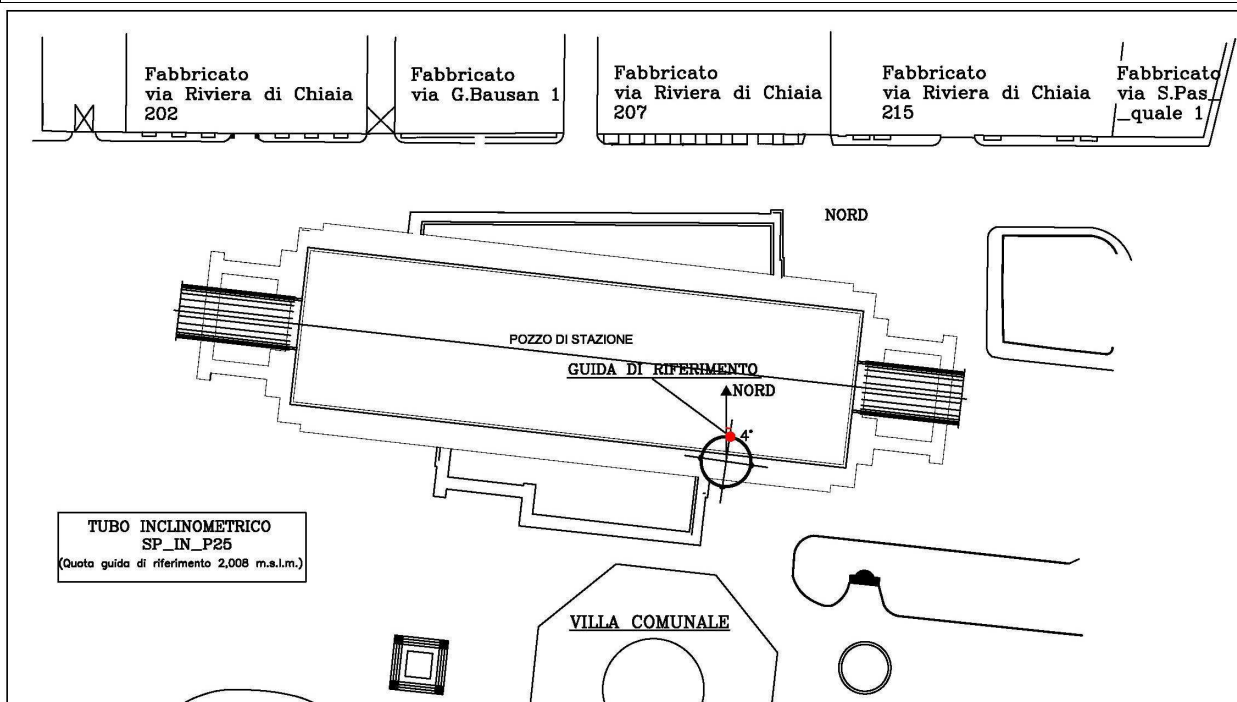 Fabbricato
via Riviera di Chiaia
202
Fabbricato
via G.Bausan 1
Fabbricato
via Riviera di Chiaia
207
Fabbricato
via Riviera di Chiaia
215
Fabbricato
via S.Pas_
_quale 1
NORD
POZZO DI STAZIONE
GUIDA DI RIFERIMENTO
NORD
4°
TUBO INCLINOMETRICO
SP_IN_P25
(Quota guida di riferimento 2,008 m.s.l.m.)
VILLA COMUNALE